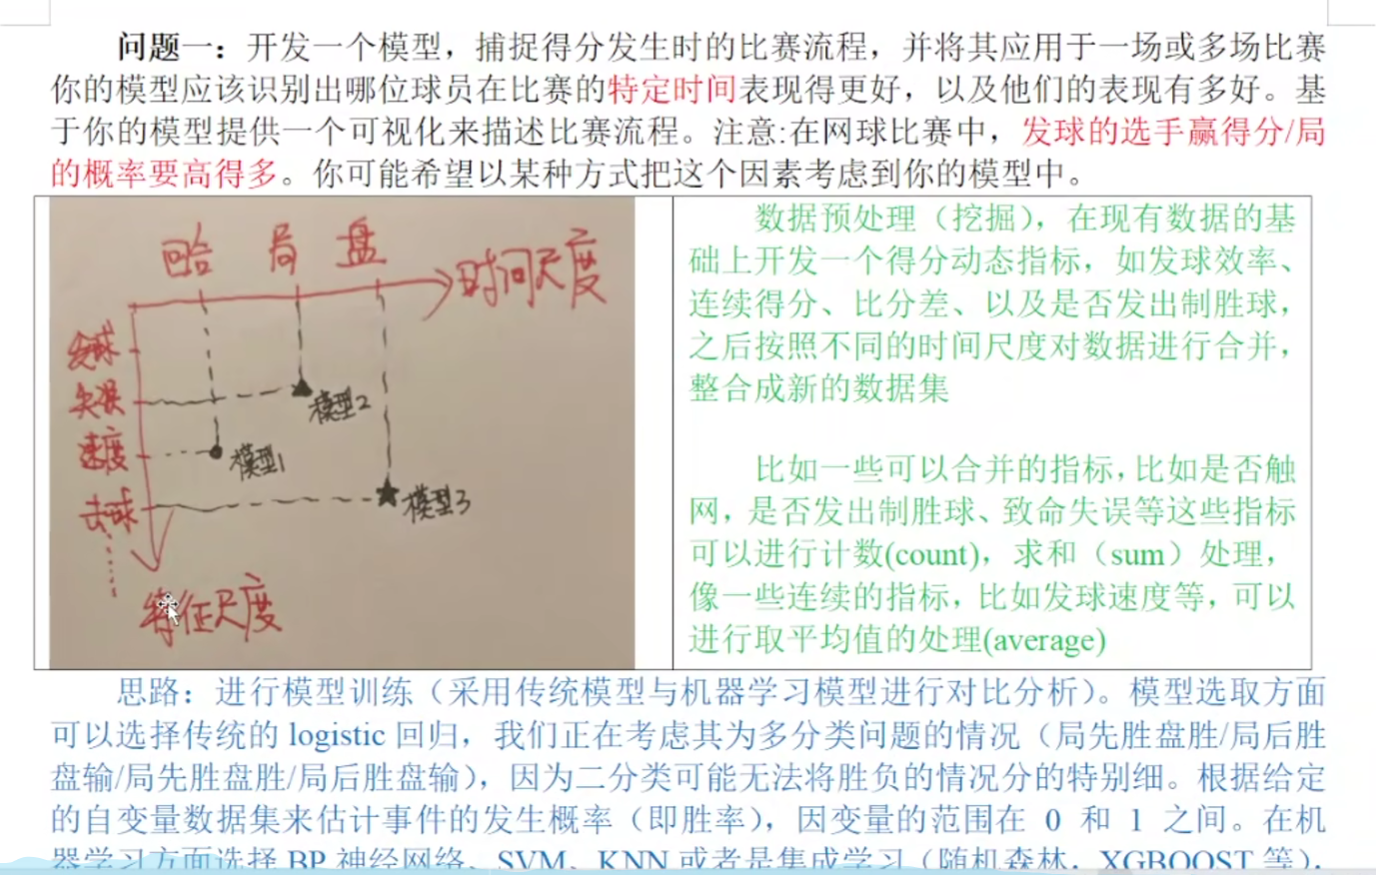 问题一：开发一个模型，捕捉得分发生时的比赛流程，并将其应用于一场或多场比赛
你的模型应该识别出哪位球员在比赛的特定时间表现得更好，以及他们的表现有多好。基
于你的模型提供一个可视化来描述比赛流程。注意:在网球比赛中，发球的选手赢得分/局
的概率要高得多。你可能希望以某种方式把这个因素考虑到你的模型中。
回合 局 盘
时间尺度
发球
失误
模型2
速度
模型1
去球
模型3
特征尺度
数据预处理（挖掘），在现有数据的基
础上开发一个得分动态指标，如发球效率、
连续得分、比分差、以及是否发出制胜球，
之后按照不同的时间尺度对数据进行合并，
整合成新的数据集
比如一些可以合并的指标，比如是否触
网，是否发出制胜球、致命失误等这些指标
可以进行计数(count)，求和（sum）处理，
像一些连续的指标，比如发球速度等，可以
进行取平均值的处理(average)
思路：进行模型训练（采用传统模型与机器学习模型进行对比分析）。模型选取方面
可以选择传统的 logistic 回归，我们正在考虑其为多分类问题的情况（局先胜盘胜/局后胜
盘输/局先胜盘胜/局后胜盘输），因为二分类可能无法将胜负的情况分的特别细。根据给定
的自变量数据集来估计事件的发生概率（即胜率），因变量的范围在 0 和 1 之间。在机
器学习方面选择 BP 神经网络、SVM、KNN 或者是集成学习（随机森林，XGBOOST 等），